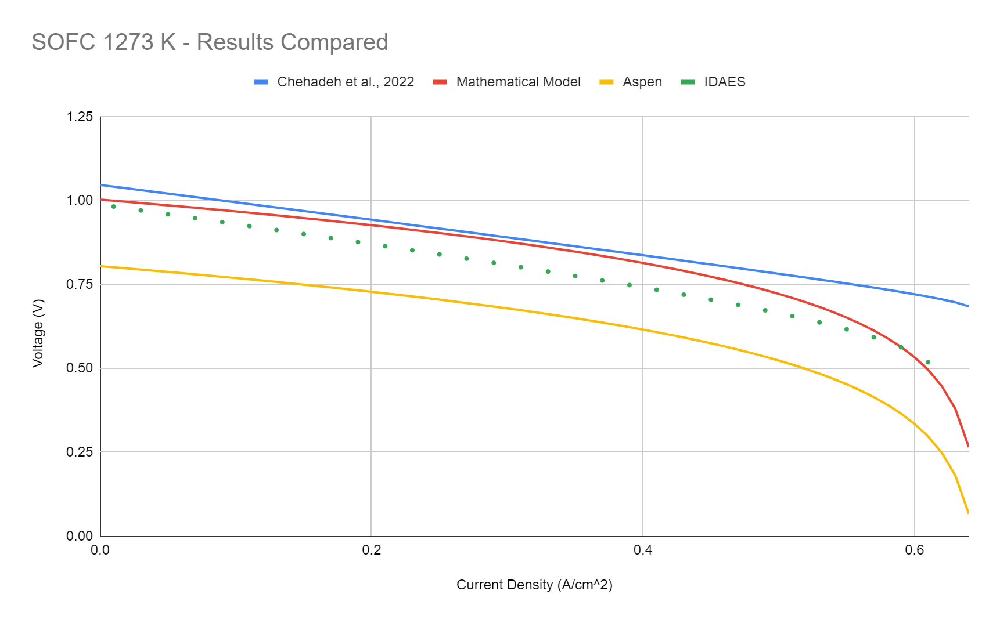 SOFC 1273 K - Results Compared
Chehadeh et al., 2022 Mathematical Model Aspen IDAES
1.25
1.00
0.75
0.50
0.25
0.00
Voltage (V)
0.0 0.2 0.4 0.6
Current Density (A/cm^2)